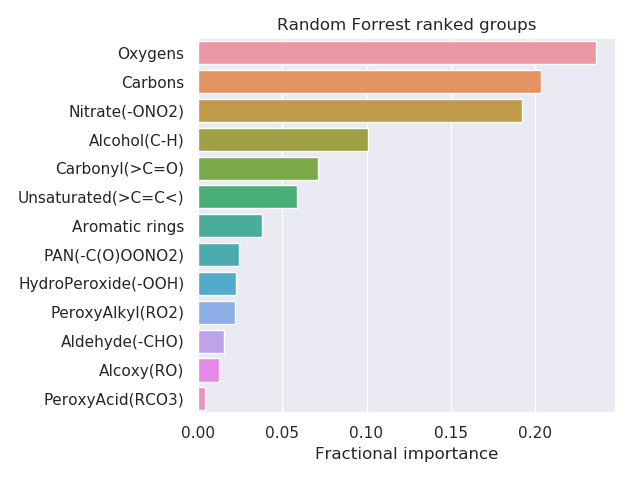 Random Forrest ranked groups
Oxygens
Carbons
Nitrate(-ONO2)
Alcohol(C-H)
Carbonyl(>C=O)
Unsaturated(>C=C<)
Aromatic rings
PAN(-C(O)OONO2)
HydroPeroxide(-OOH)
PeroxyAlkyl(RO2)
Aldehyde(-CHO)
Alcoxy(RO)
PeroxyAcid(RCO3)
0.00 0.05 0.10 0.15 0.20
Fractional importance